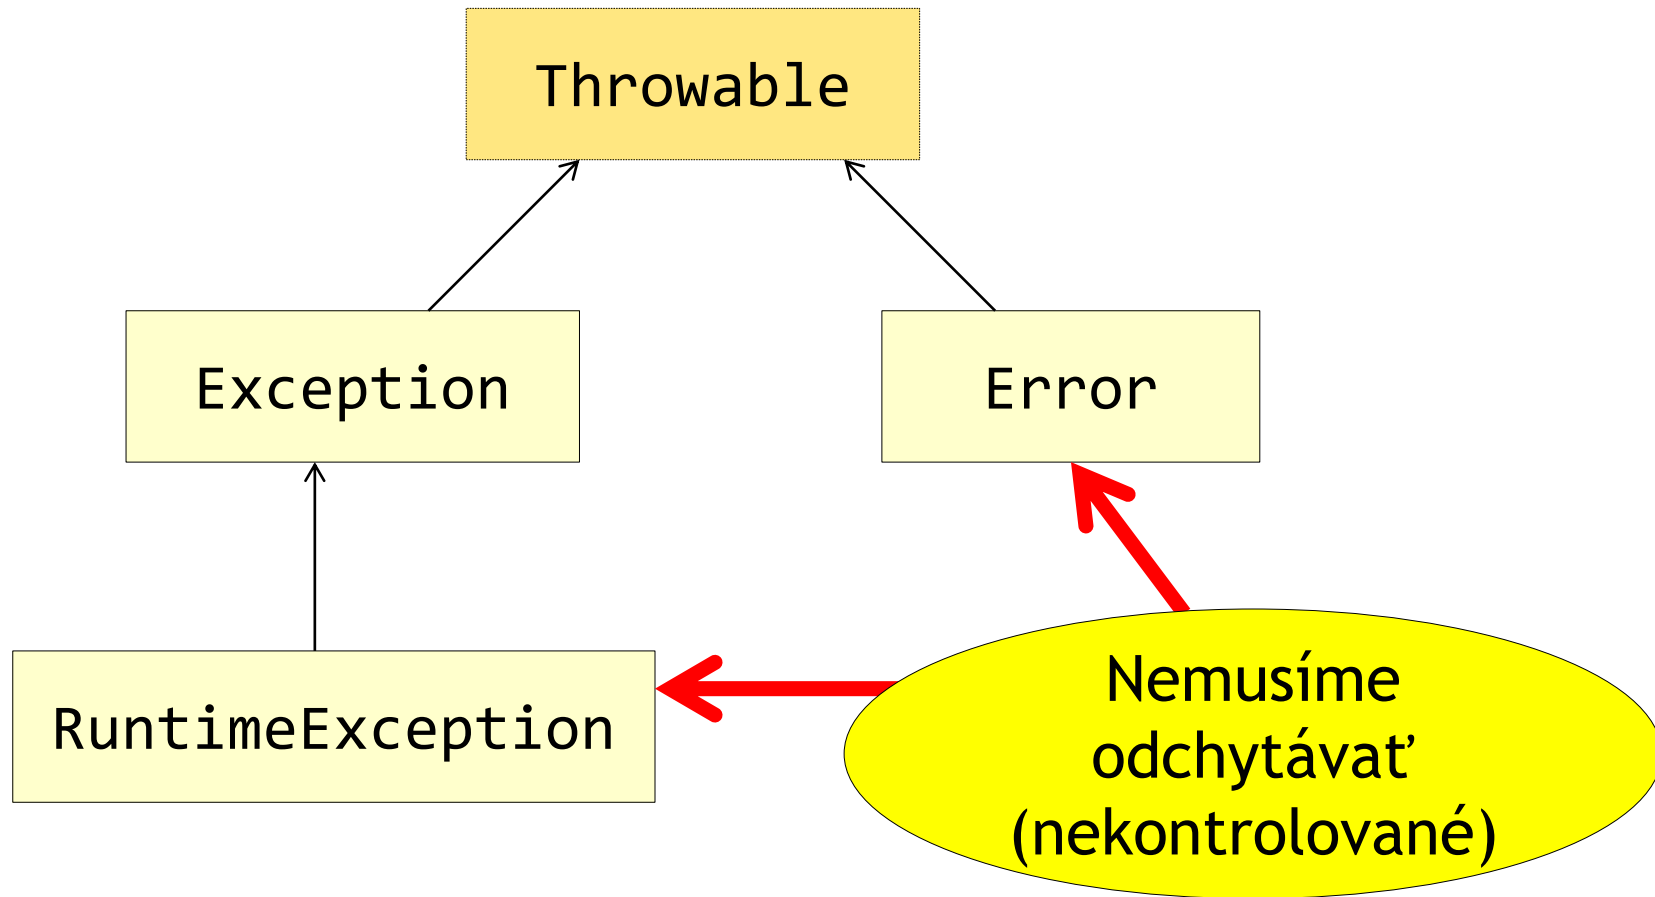 Throwable
Exception
Error
RuntimeException
Nemusíme
odchytávať
(nekontrolované)